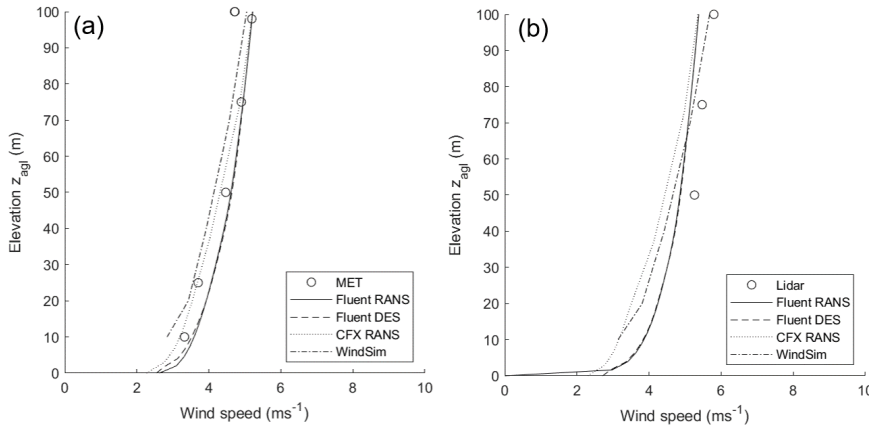 (a)
100
90
80
70
60
50
40
30
20
10
0
Elevation z_agl (m)
0 2 4 6 8 10
Wind speed (ms⁻¹)
MET
Fluent RANS
Fluent DES
CFX RANS
WindSim
(b)
100
90
80
70
60
50
40
30
20
10
0
Elevation z_agl (m)
0 2 4 6 8 10
Wind speed (ms⁻¹)
Lidar
Fluent RANS
Fluent DES
CFX RANS
WindSim